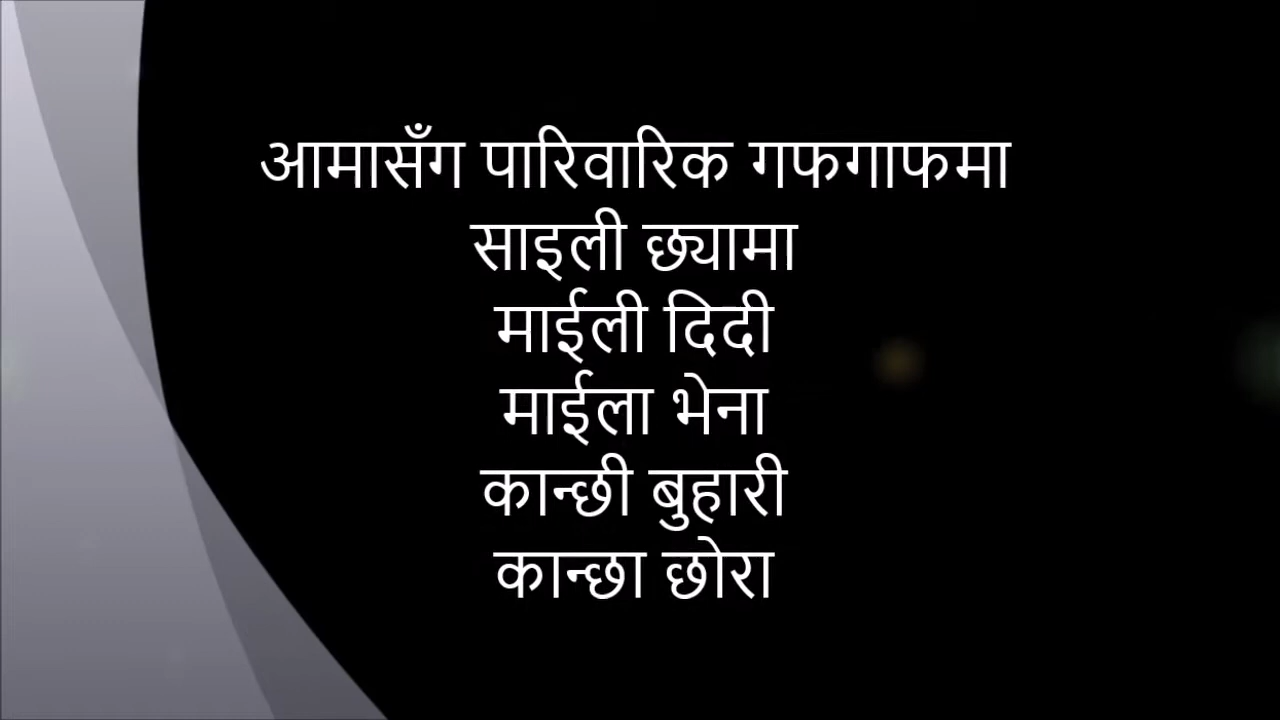 आमासँग पारिवारिक गफगाफमा
साइली छ्यामा
माईली दिदी
माईला भेना
कान्छी बुहारी
कान्छा छोरा